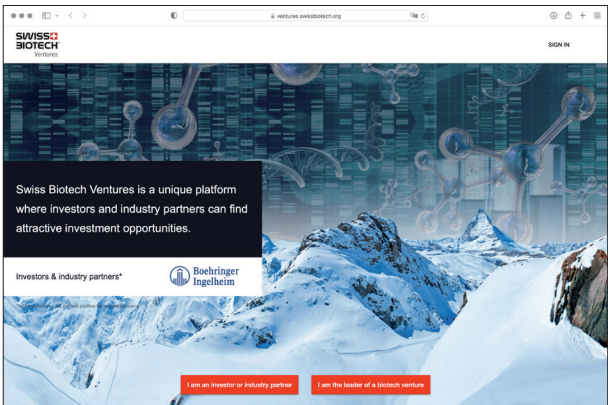 ventures.swissbiotech.org
SWISS
BIOTECH
Ventures
SIGN IN
Swiss Biotech Ventures is a unique platform
where investors and industry partners can find
attractive investment opportunities.
Investors & industry partners*
Boehringer
Ingelheim
I am an investor or industry partner
I am the leader of a biotech venture